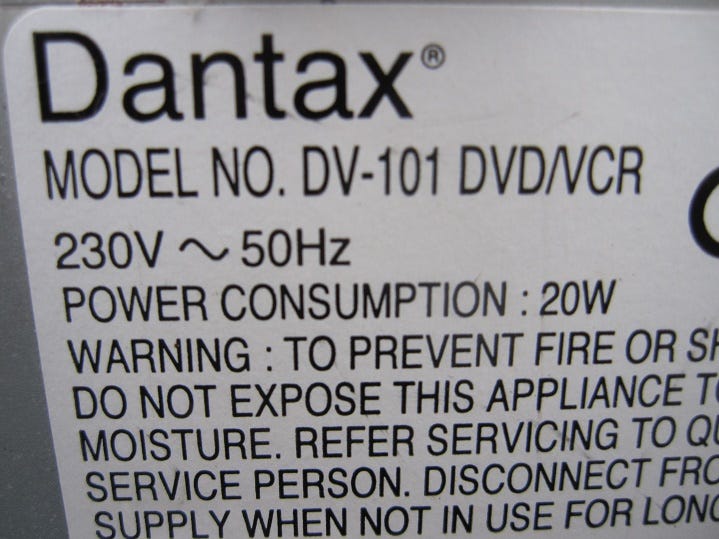 Dantax®
MODEL NO. DV-101 DVD/VCR
230V ~ 50Hz
POWER CONSUMPTION : 20W
WARNING : TO PREVENT FIRE OR
DO NOT EXPOSE THIS APPLIANCE
MOISTURE. REFER SERVICING TO
SERVICE PERSON. DISCONNECT
SUPPLY WHEN NOT IN USE FOR